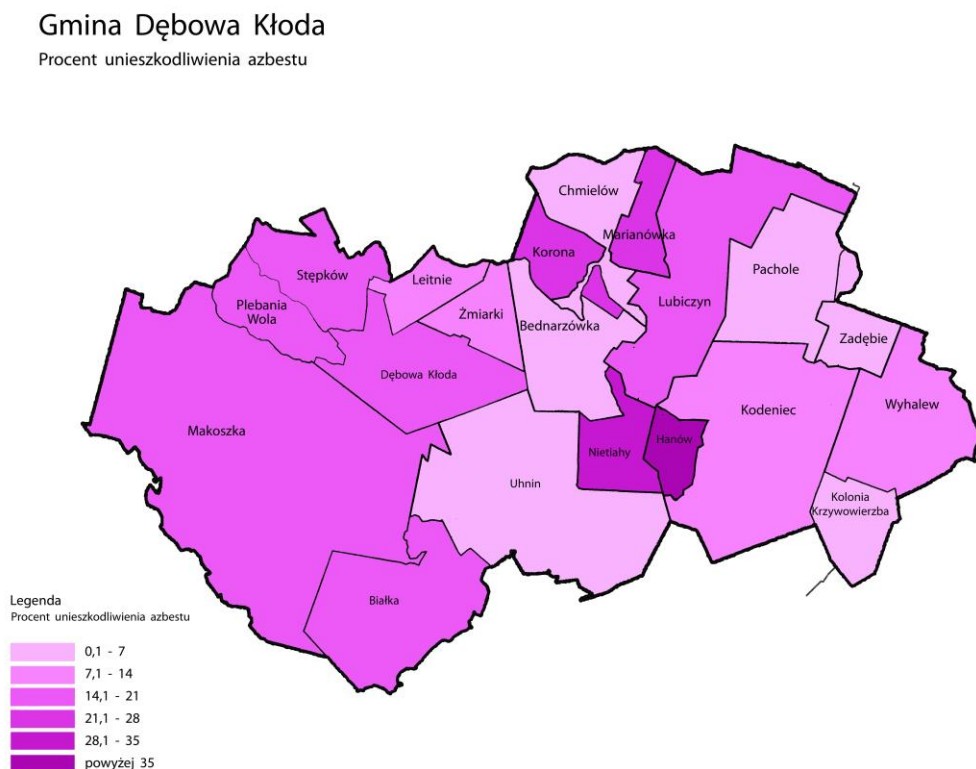 Gmina Dębowa Kłoda
Procent unieszkodliwienia azbestu
Chmielów
Marianówka
Korona
Stępków
Leitnie
Pachole
Plebania
Wola
Żmiarki
Bednarzówka
Lubiczyn
Zadębie
Dębowa Kłoda
Makoszka
Kodeniec
Wyhalew
Nietiahy
Hanów
Uhnin
Kolonia
Krzywowierzba
Białka
Legenda
Procent unieszkodliwienia azbestu
0,1 - 7
7,1 - 14
14,1 - 21
21,1 - 28
28,1 - 35
powyżej 35